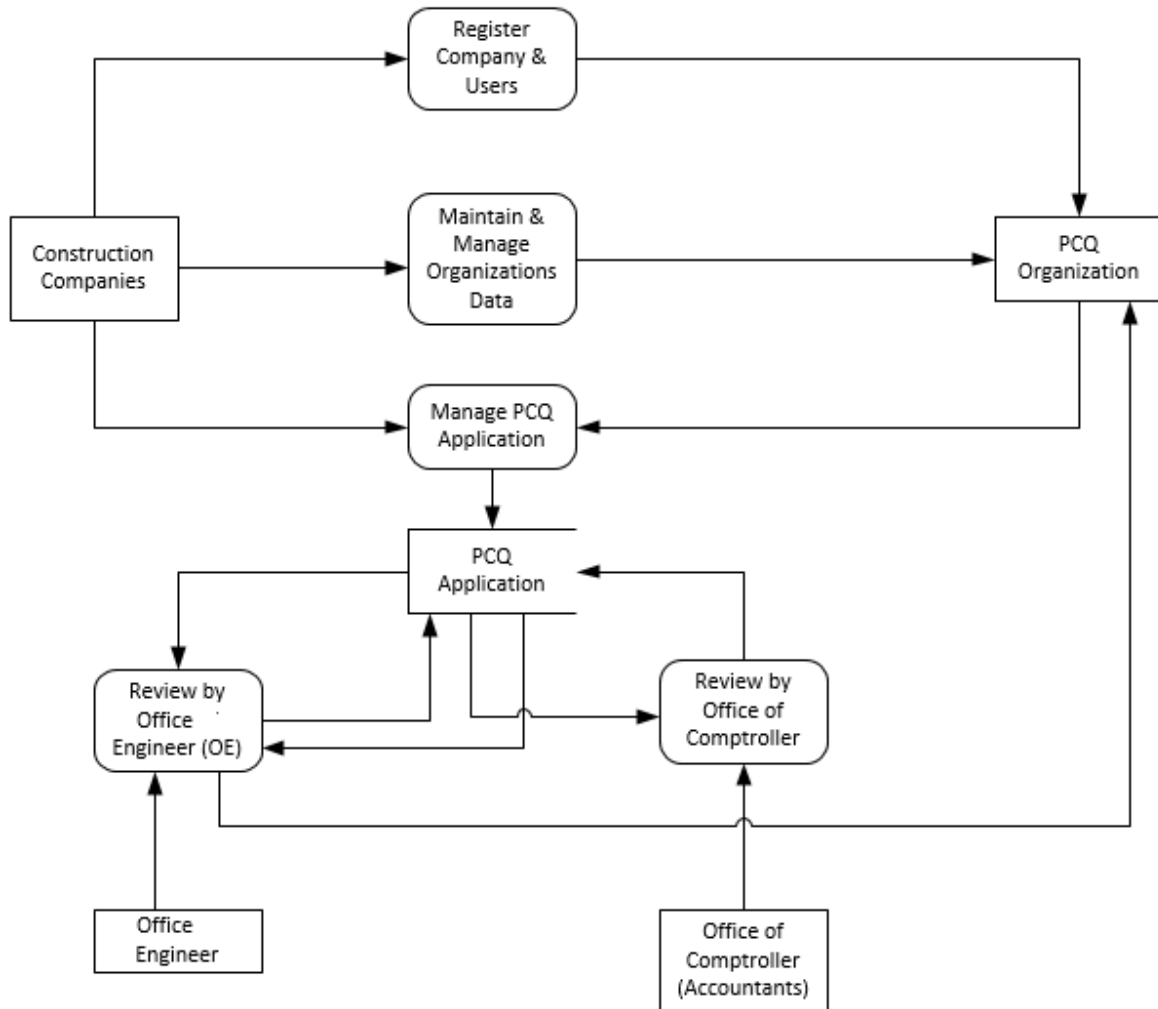 Register
Company &
Users
Construction
Companies
Maintain &
Manage
Organizations
Data
PCQ
Organization
Manage PCQ
Application
PCQ
Application
Review by
Office
Engineer (OE)
Review by
Office of
Comptroller
Office
Engineer
Office of
Comptroller
(Accountants)